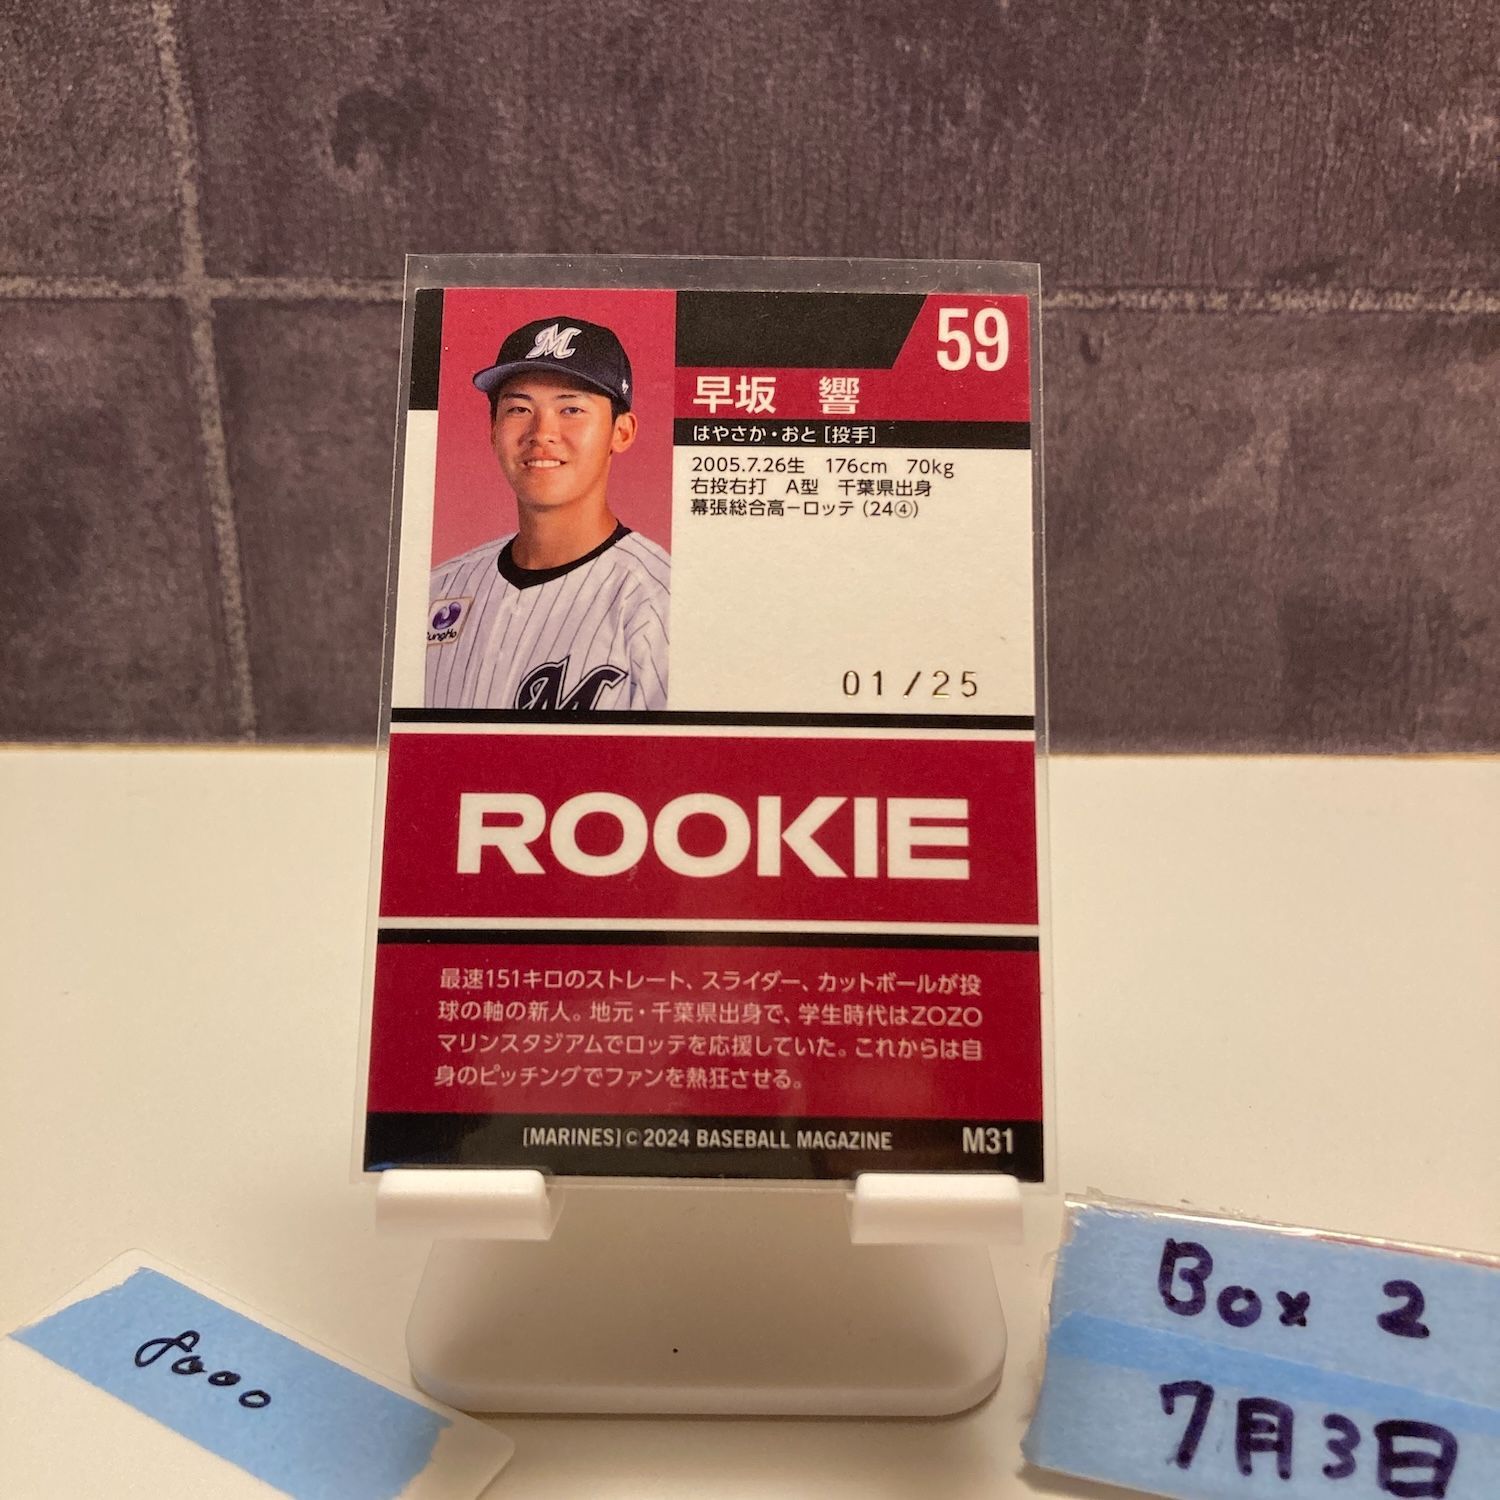 M
59
早坂 響
はやさか・おと [投手]
2005.7.26生 176cm 70kg
右投右打 A型 千葉県出身
幕張総合高ーロッテ (24④)
GungHo
M
01/25
ROOKIE
最速151キロのストレート、スライダー、カットボールが投
球の軸の新人。地元・千葉県出身で、学生時代はZOZO
マリンスタジアムでロッテを応援していた。これからは自
身のピッチングでファンを熱狂させる。
[MARINES]©2024 BASEBALL MAGAZINE M31
8000
Box 2
7月3日